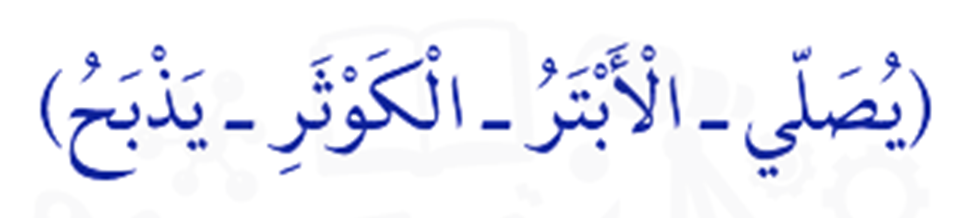 (يُصَلّي ـ الْأَبْتَرُ ـ الْكَوْثَرِ ـ يَذْبَحُ)